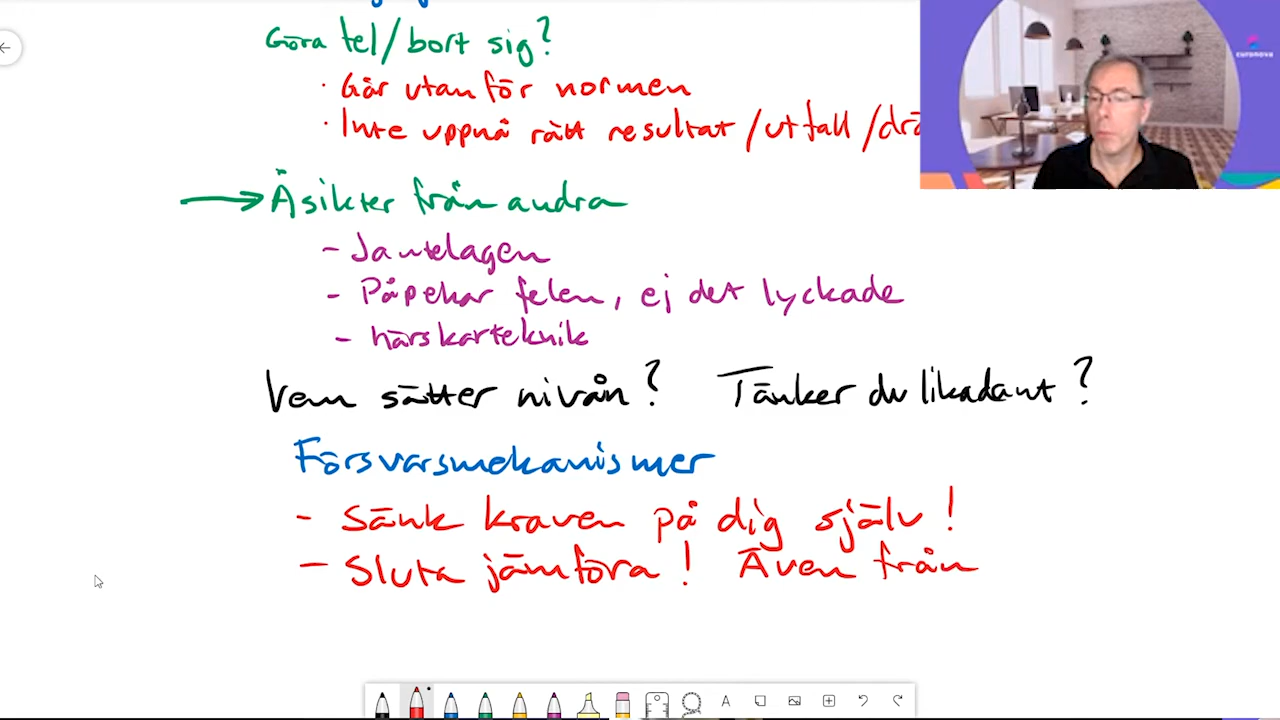 Göra fel/bort sig?
· Går utanför normen
· Inte uppnå rätt resultat/utfall/drä
curanova
→ Åsikter från andra
- Jantelagen
- Påpekar felen, ej det lyckade
- härskarteknik
Vem sätter nivån? Tänker du likadant?
Försvarsmekanismer
- Sänk kraven på dig själv!
- Sluta jämföra! Även från